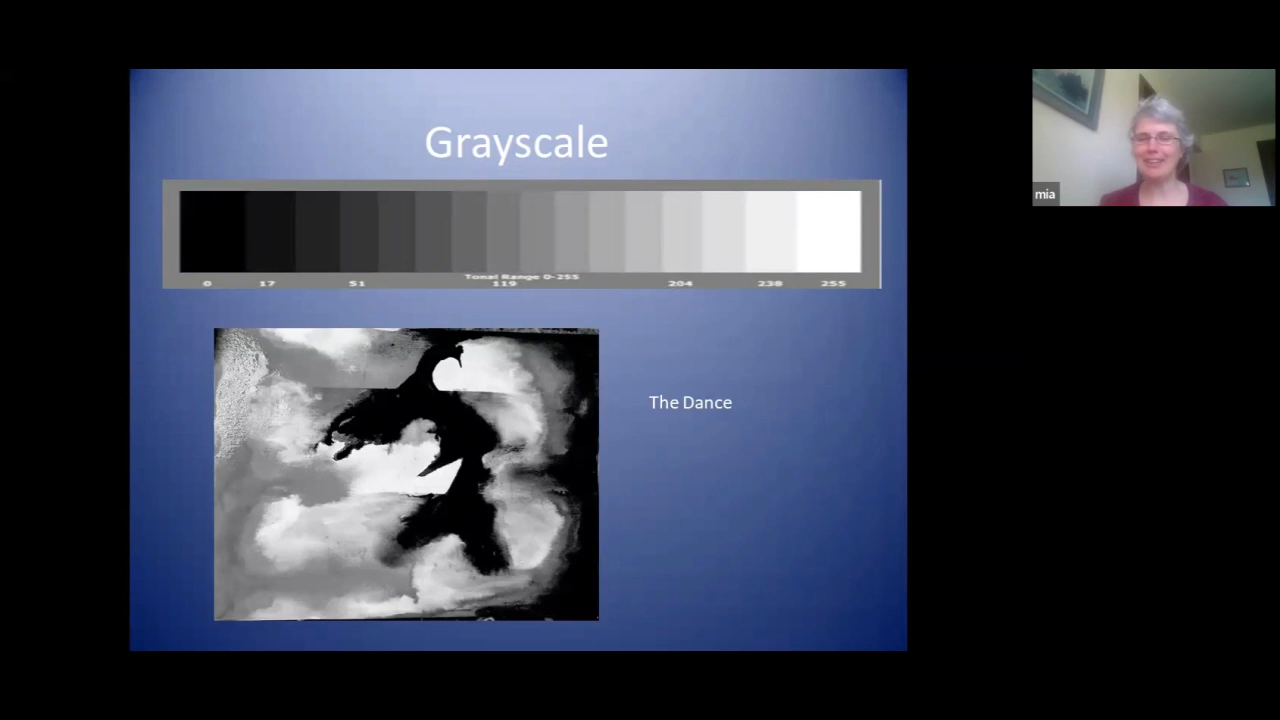 Grayscale
Tonal Range 0-255
0 17 51 119 204 238 255
The Dance
mia